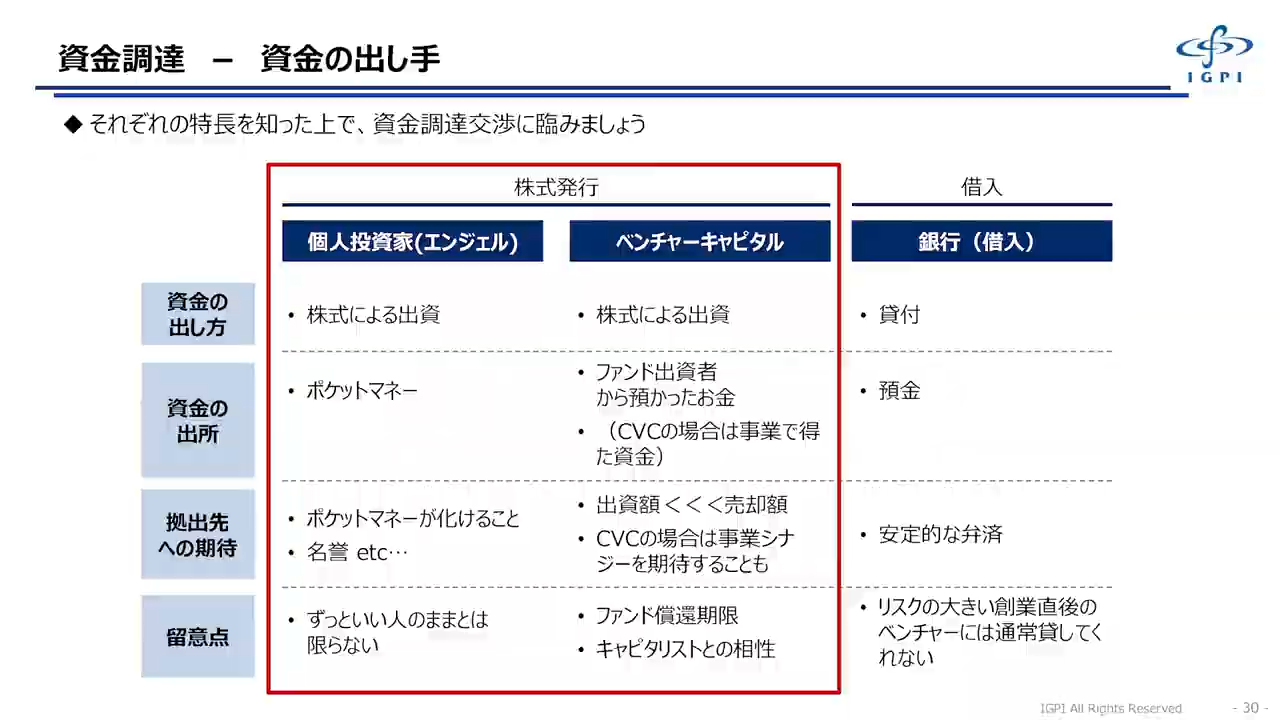 資金調達 － 資金の出し手
IGPI
◆ それぞれの特長を知った上で、資金調達交渉に臨みましょう
株式発行
借入
個人投資家(エンジェル)
ベンチャーキャピタル
銀行（借入）
資金の
出し方
• 株式による出資
• 株式による出資
• 貸付
資金の
出所
• ポケットマネー
• ファンド出資者
から預かったお金
• （CVCの場合は事業で得
た資金）
• 預金
拠出先
への期待
• ポケットマネーが化けること
• 名誉 etc…
• 出資額＜＜＜売却額
• CVCの場合は事業シナ
ジーを期待することも
• 安定的な弁済
留意点
• ずっといい人のままとは
限らない
• ファンド償還期限
• キャピタリストとの相性
• リスクの大きい創業直後の
ベンチャーには通常貸してく
れない
IGPI All Rights Reserved
- 30 -